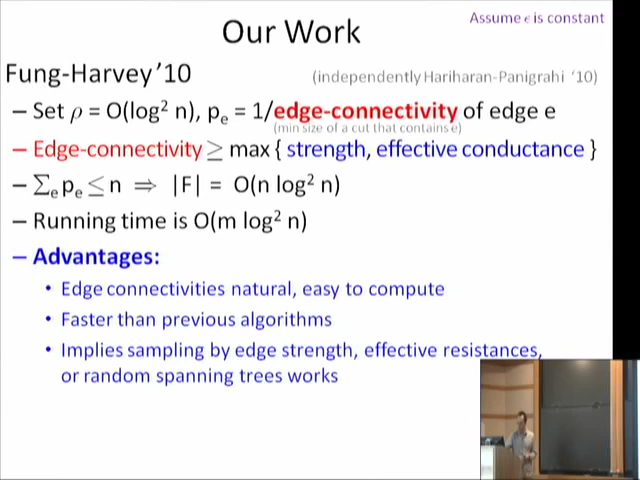 Assume ϵ is constant
Our Work
Fung-Harvey’10 (independently Hariharan-Panigrahi ‘10)
– Set ρ = O(log² n), pₑ = 1/edge-connectivity of edge e
(min size of a cut that contains e)
– Edge-connectivity ≥ max { strength, effective conductance }
– ∑ₑ pₑ ≤ n ⇒ |F| = O(n log² n)
– Running time is O(m log² n)
– Advantages:
• Edge connectivities natural, easy to compute
• Faster than previous algorithms
• Implies sampling by edge strength, effective resistances,
or random spanning trees works